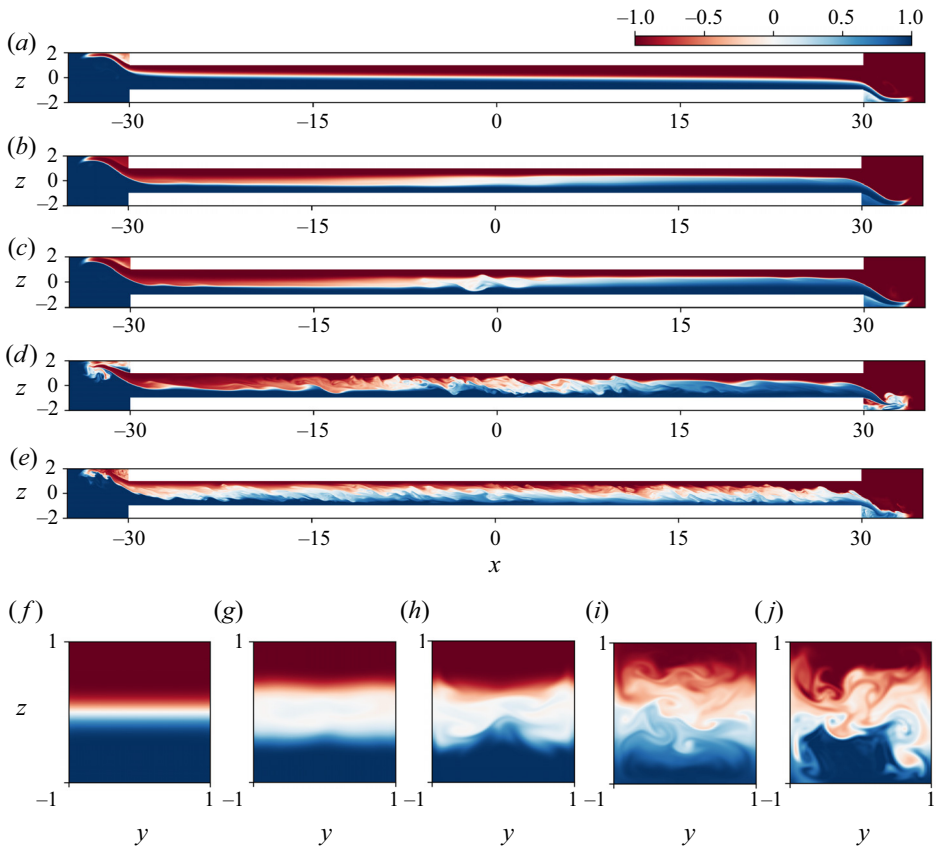 –1.0 –0.5 0 0.5 1.0
(a)
2
z 0
–2
–30 –15 0 15 30
(b)
2
z 0
–2
–30 –15 0 15 30
(c)
2
z 0
–2
–30 –15 0 15 30
(d)
2
z 0
–2
–30 –15 0 15 30
(e)
2
z 0
–2
–30 –15 0 15 30
x
(f) (g) (h) (i) (j)
1 1 1 1 1
z
–1 1 –1 1 –1 1 –1 1 –1 1
y y y y y